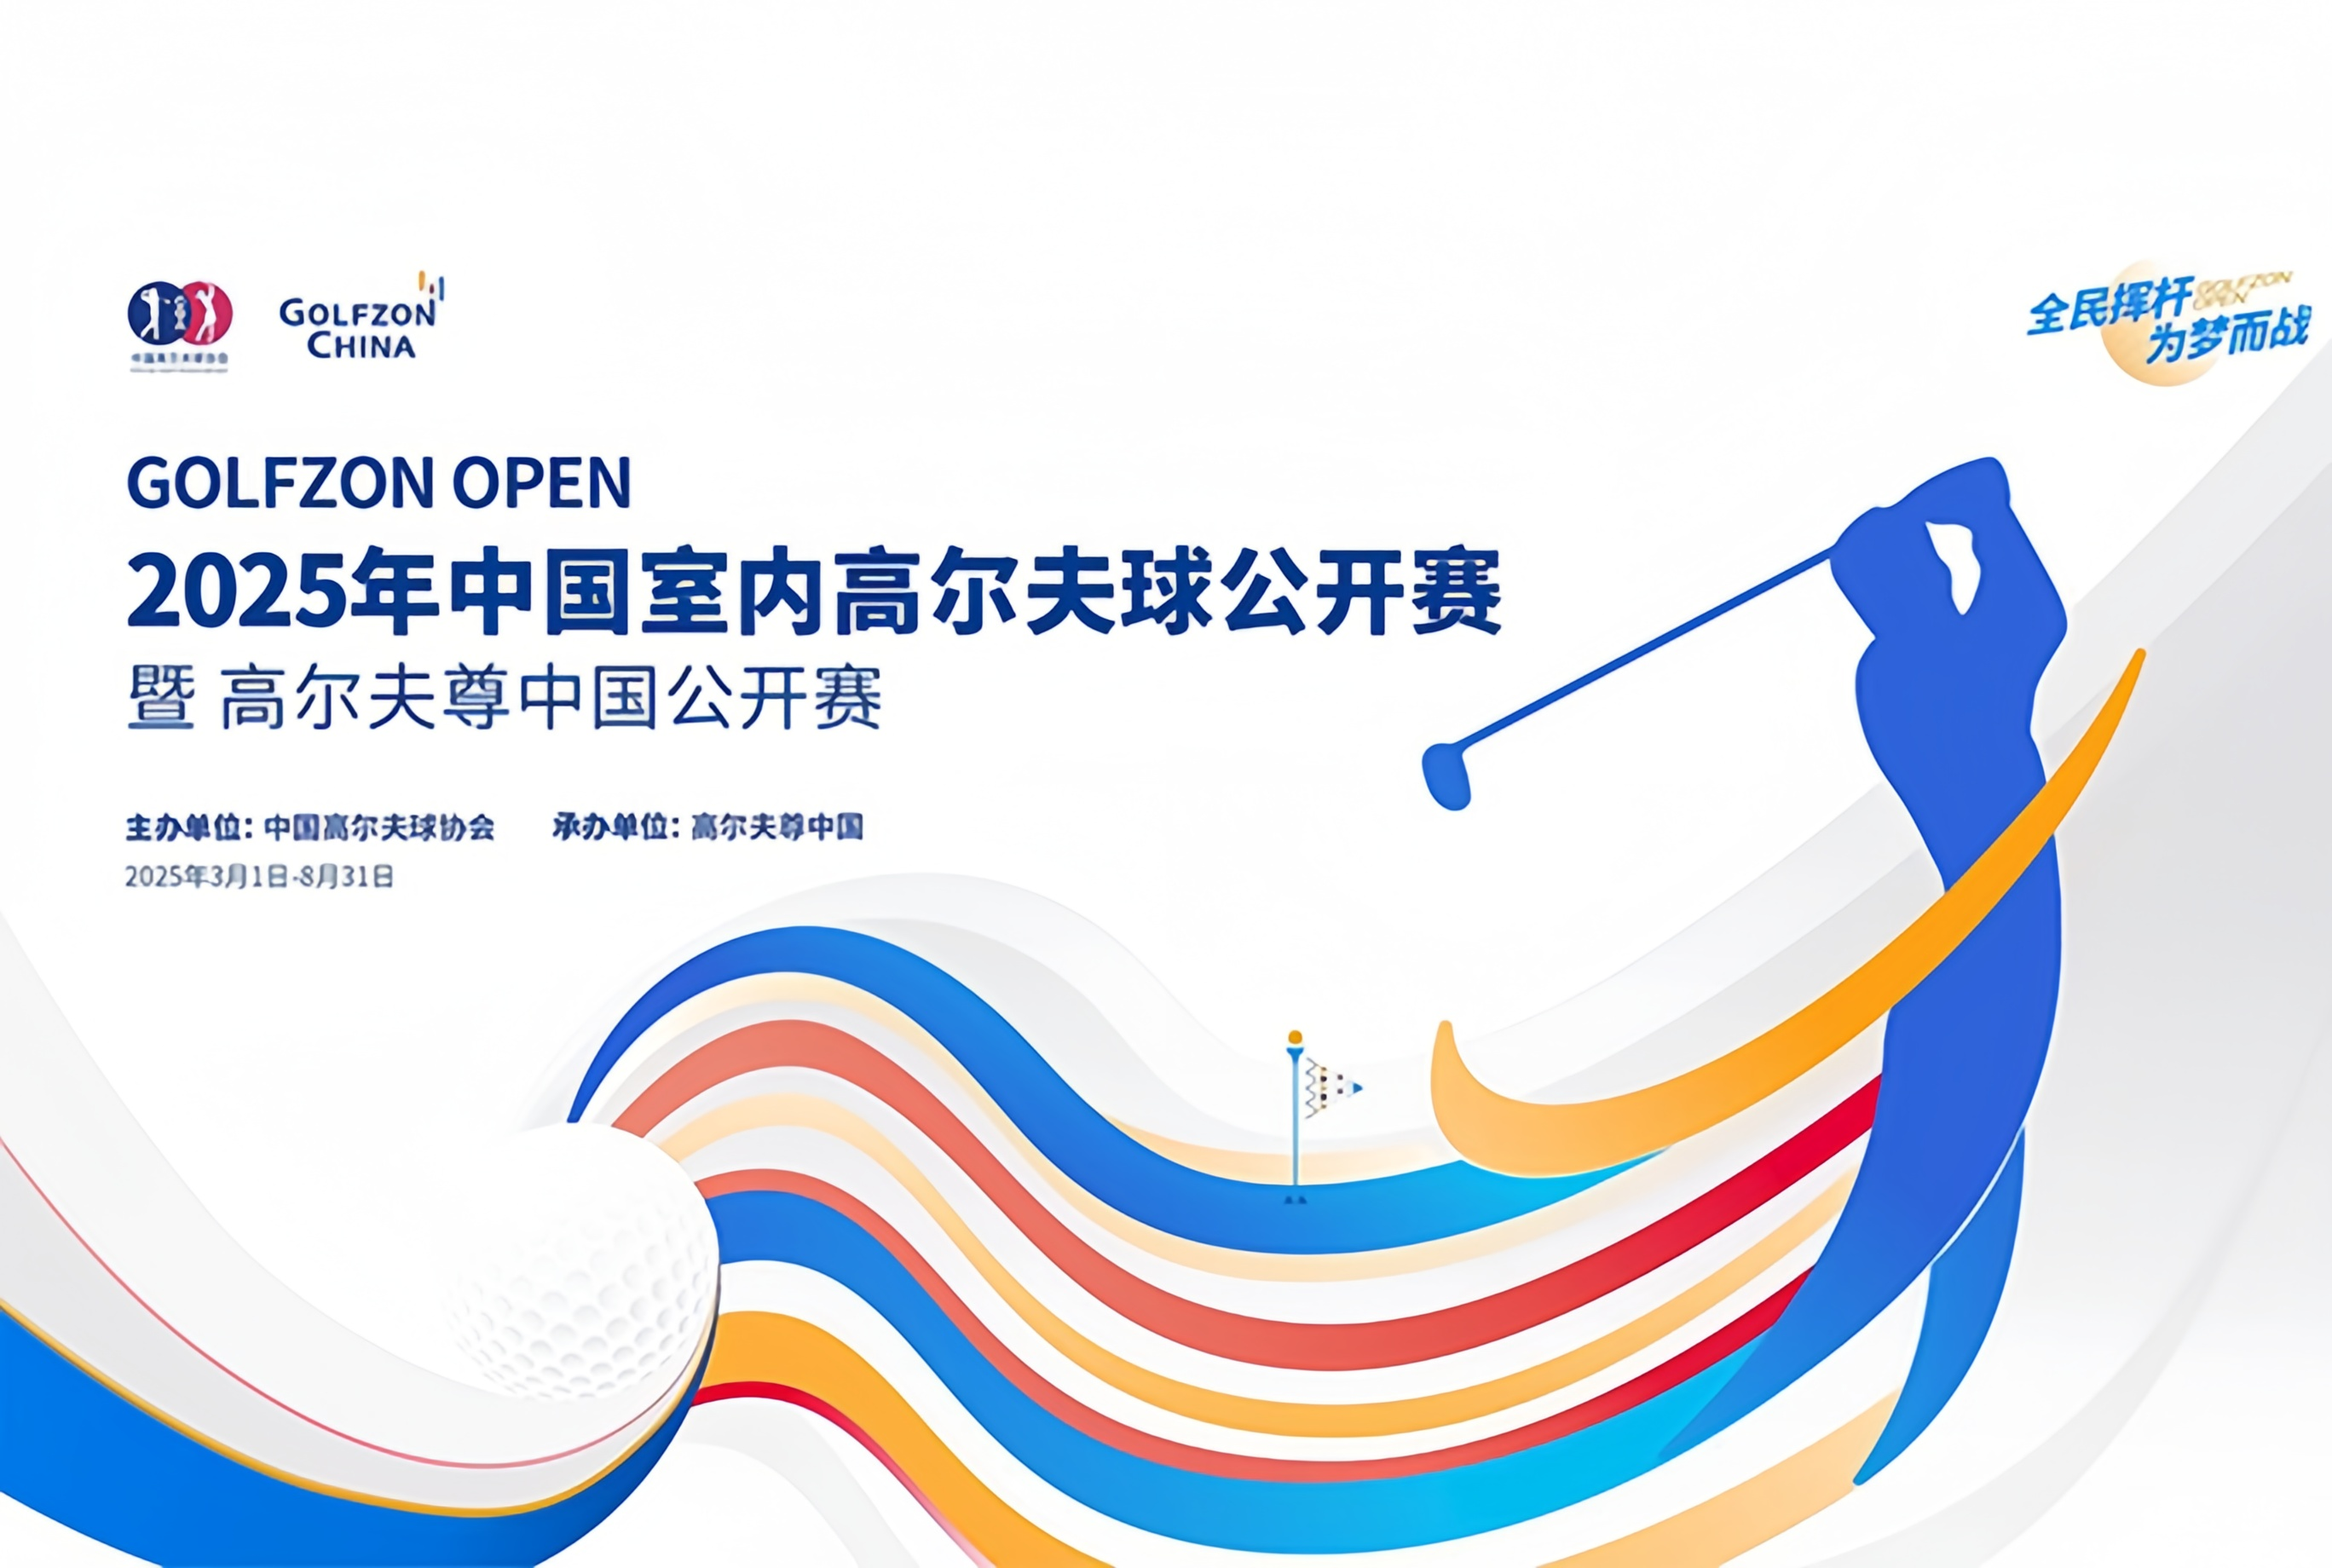 GOLFZON
CHINA
全民挥杆
GOLFZON
OPEN
为梦而战
GOLFZON OPEN
2025年中国室内高尔夫球公开赛
暨 高尔夫尊中国公开赛
主办单位：中国高尔夫球协会 承办单位：高尔夫尊中国
2025年3月1日-8月31日